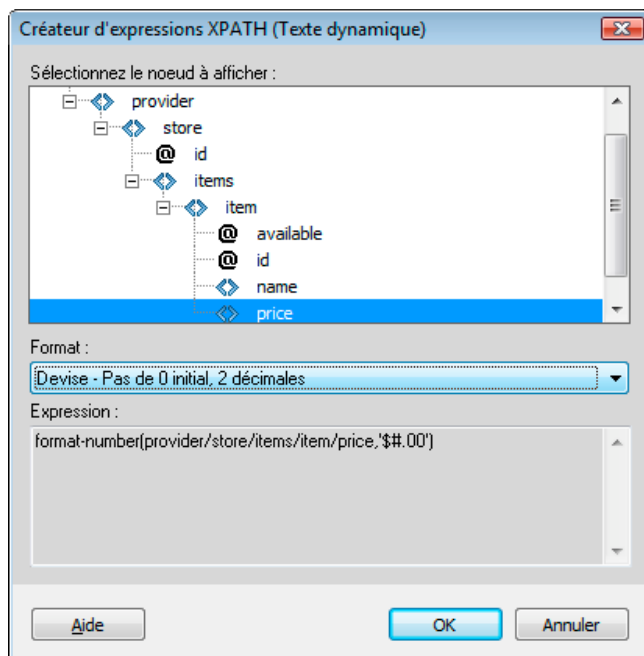 Créateur d'expressions XPATH (Texte dynamique)
Sélectionnez le noeud à afficher :
provider
store
@ id
items
item
@ available
@ id
name
price
Format :
Devise - Pas de 0 initial, 2 décimales
Expression :
format-number(provider/store/items/item/price,'$#.00')
Aide OK Annuler